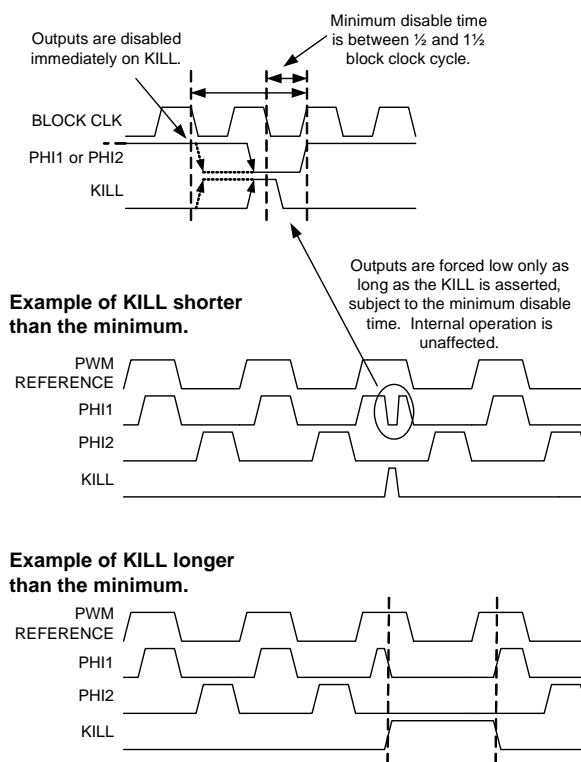 Outputs are disabled
immediately on KILL.
Minimum disable time
is between ½ and 1½
block clock cycle.
BLOCK CLK
PHI1 or PHI2
KILL
Outputs are forced low only as
long as the KILL is asserted,
subject to the minimum disable
time. Internal operation is
unaffected.
Example of KILL shorter
than the minimum.
PWM
REFERENCE
PHI1
PHI2
KILL
Example of KILL longer
than the minimum.
PWM
REFERENCE
PHI1
PHI2
KILL